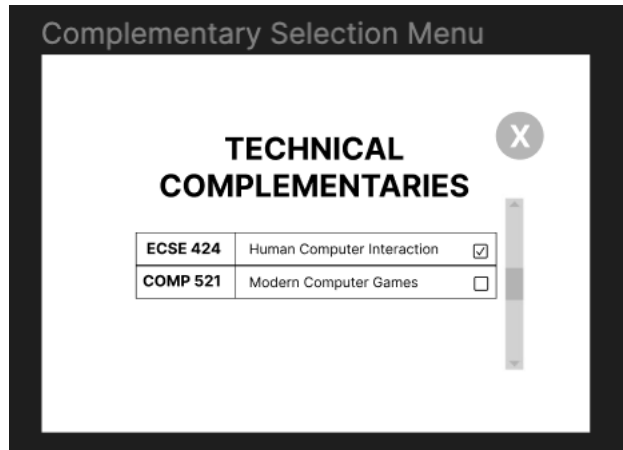 Complementary Selection Menu
X
TECHNICAL
COMPLEMENTARIES
ECSE 424 Human Computer Interaction
COMP 521 Modern Computer Games